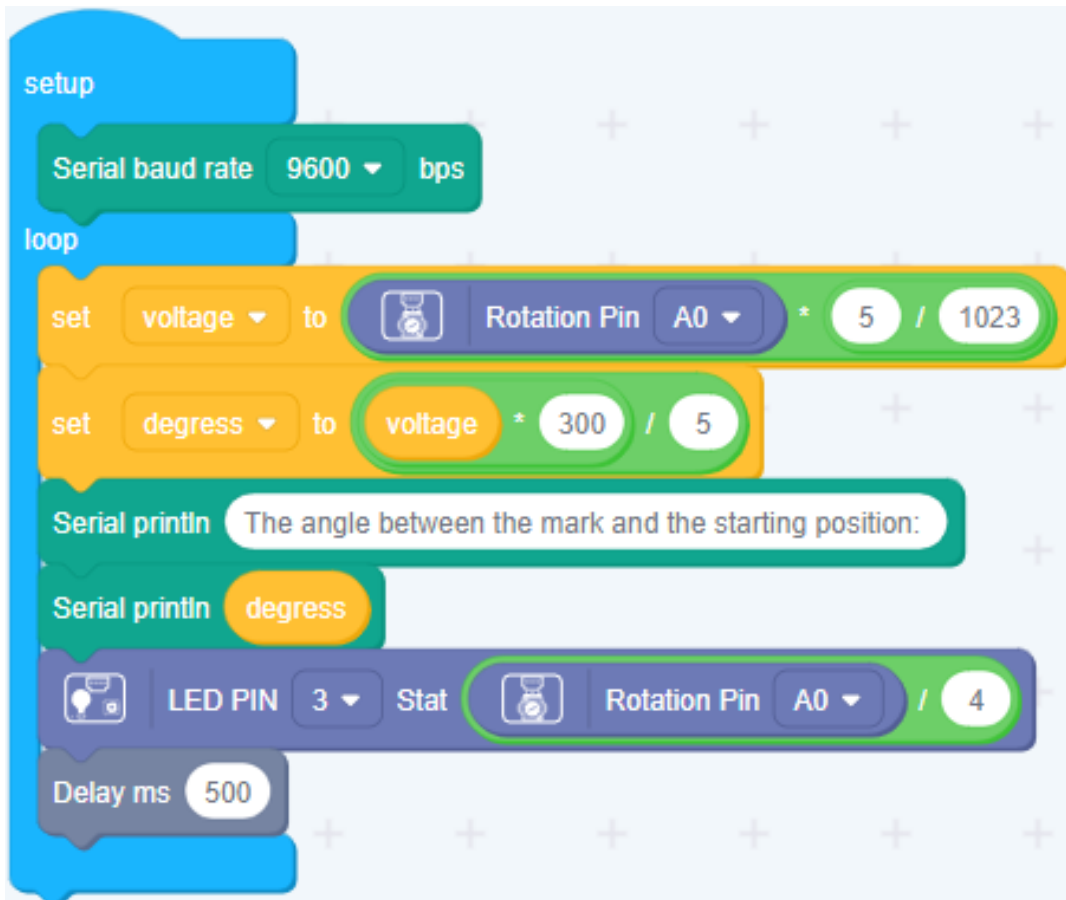 setup
Serial baud rate 9600 bps
loop
set voltage to Rotation Pin A0 * 5 / 1023
set degress to voltage * 300 / 5
Serial println The angle between the mark and the starting position:
Serial println degress
LED PIN 3 Stat Rotation Pin A0 / 4
Delay ms 500